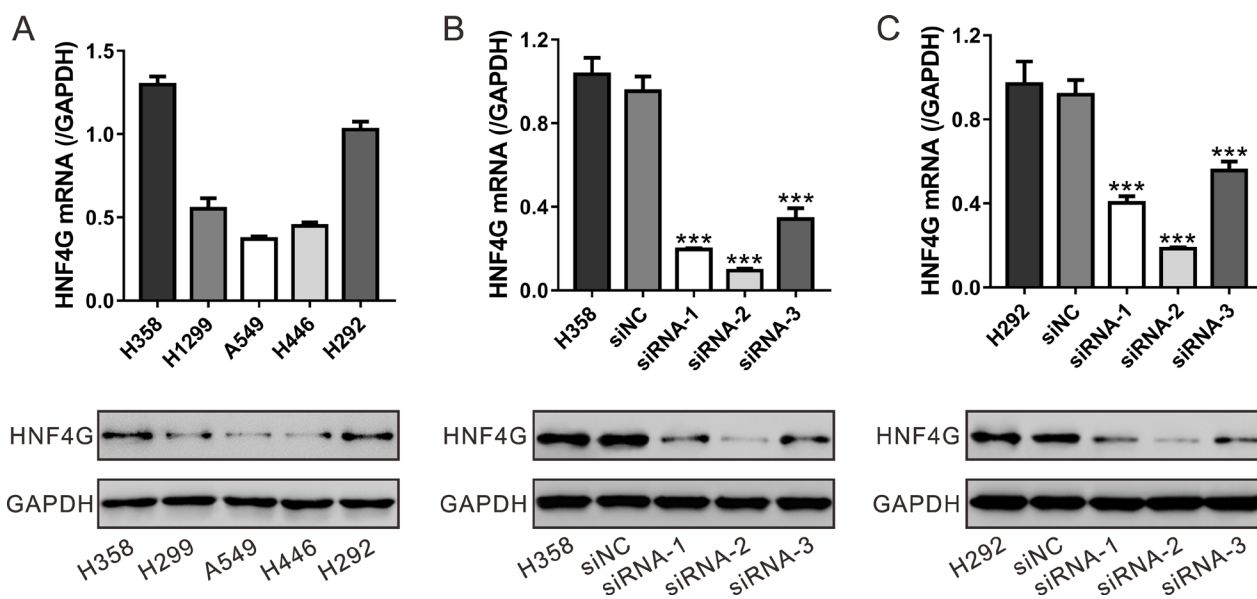 A
HNF4G mRNA (/GAPDH)
1.5
1.0
0.5
0.0
H358
H1299
A549
H446
H292
HNF4G
GAPDH
H358
H299
A549
H446
H292
B
HNF4G mRNA (/GAPDH)
1.2
0.8
0.4
0.0
***
***
***
H358
siNC
siRNA-1
siRNA-2
siRNA-3
HNF4G
GAPDH
H358
siNC
siRNA-1
siRNA-2
siRNA-3
C
HNF4G mRNA (/GAPDH)
1.2
0.8
0.4
0.0
***
***
***
H292
siNC
siRNA-1
siRNA-2
siRNA-3
HNF4G
GAPDH
H292
siNC
siRNA-1
siRNA-2
siRNA-3